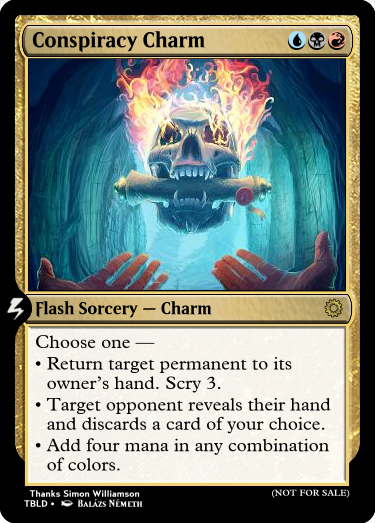 Conspiracy Charm
Flash Sorcery — Charm
Choose one —
• Return target permanent to its
owner's hand. Scry 3.
• Target opponent reveals their hand
and discards a card of your choice.
• Add four mana in any combination
of colors.
Thanks Simon Williamson
(NOT FOR SALE)
TBLD • Balázs Németh